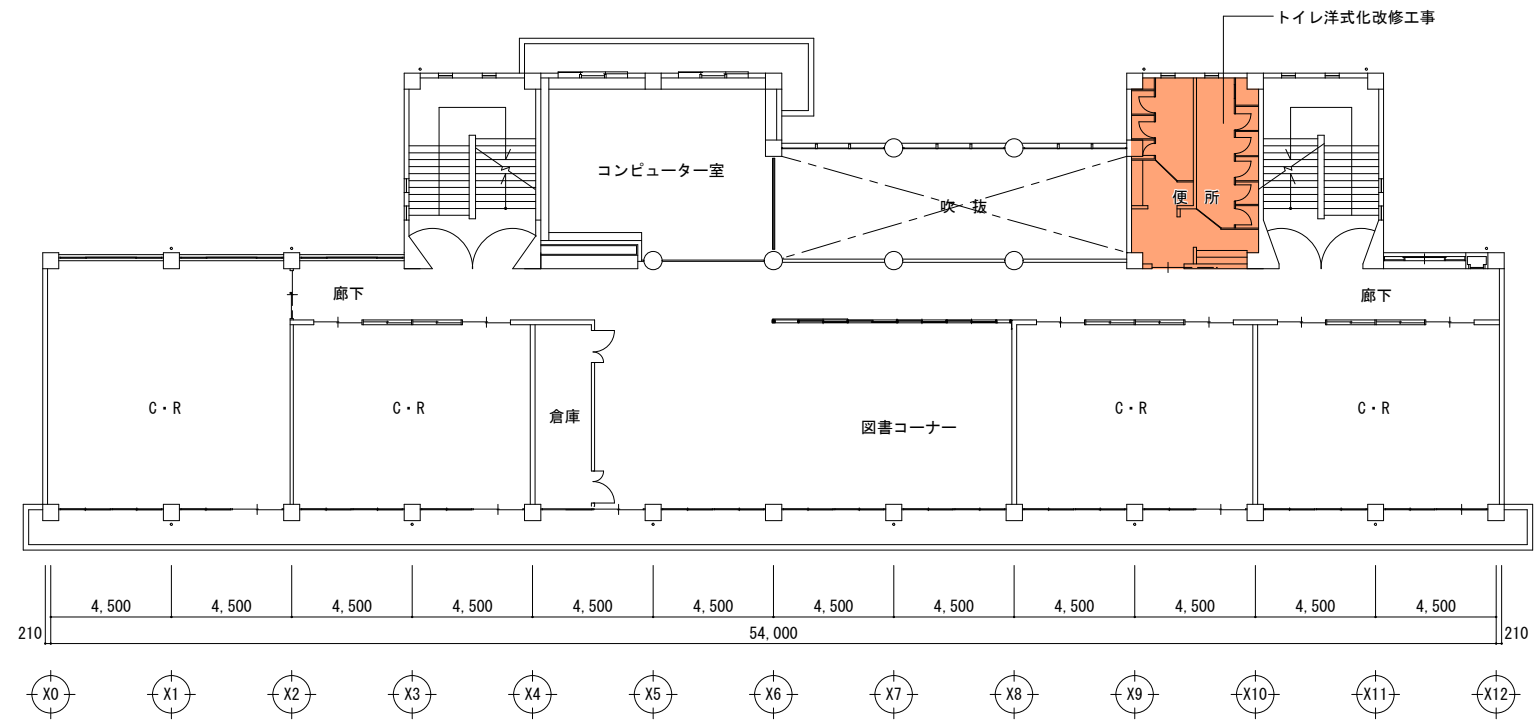 トイレ洋式化改修工事
コンピューター室
吹 抜
便 所
廊下
廊下
C・R
C・R
倉庫
図書コーナー
C・R
C・R
4,500 4,500 4,500 4,500 4,500 4,500 4,500 4,500 4,500 4,500 4,500 4,500
210 54,000 210
X0 X1 X2 X3 X4 X5 X6 X7 X8 X9 X10 X11 X12